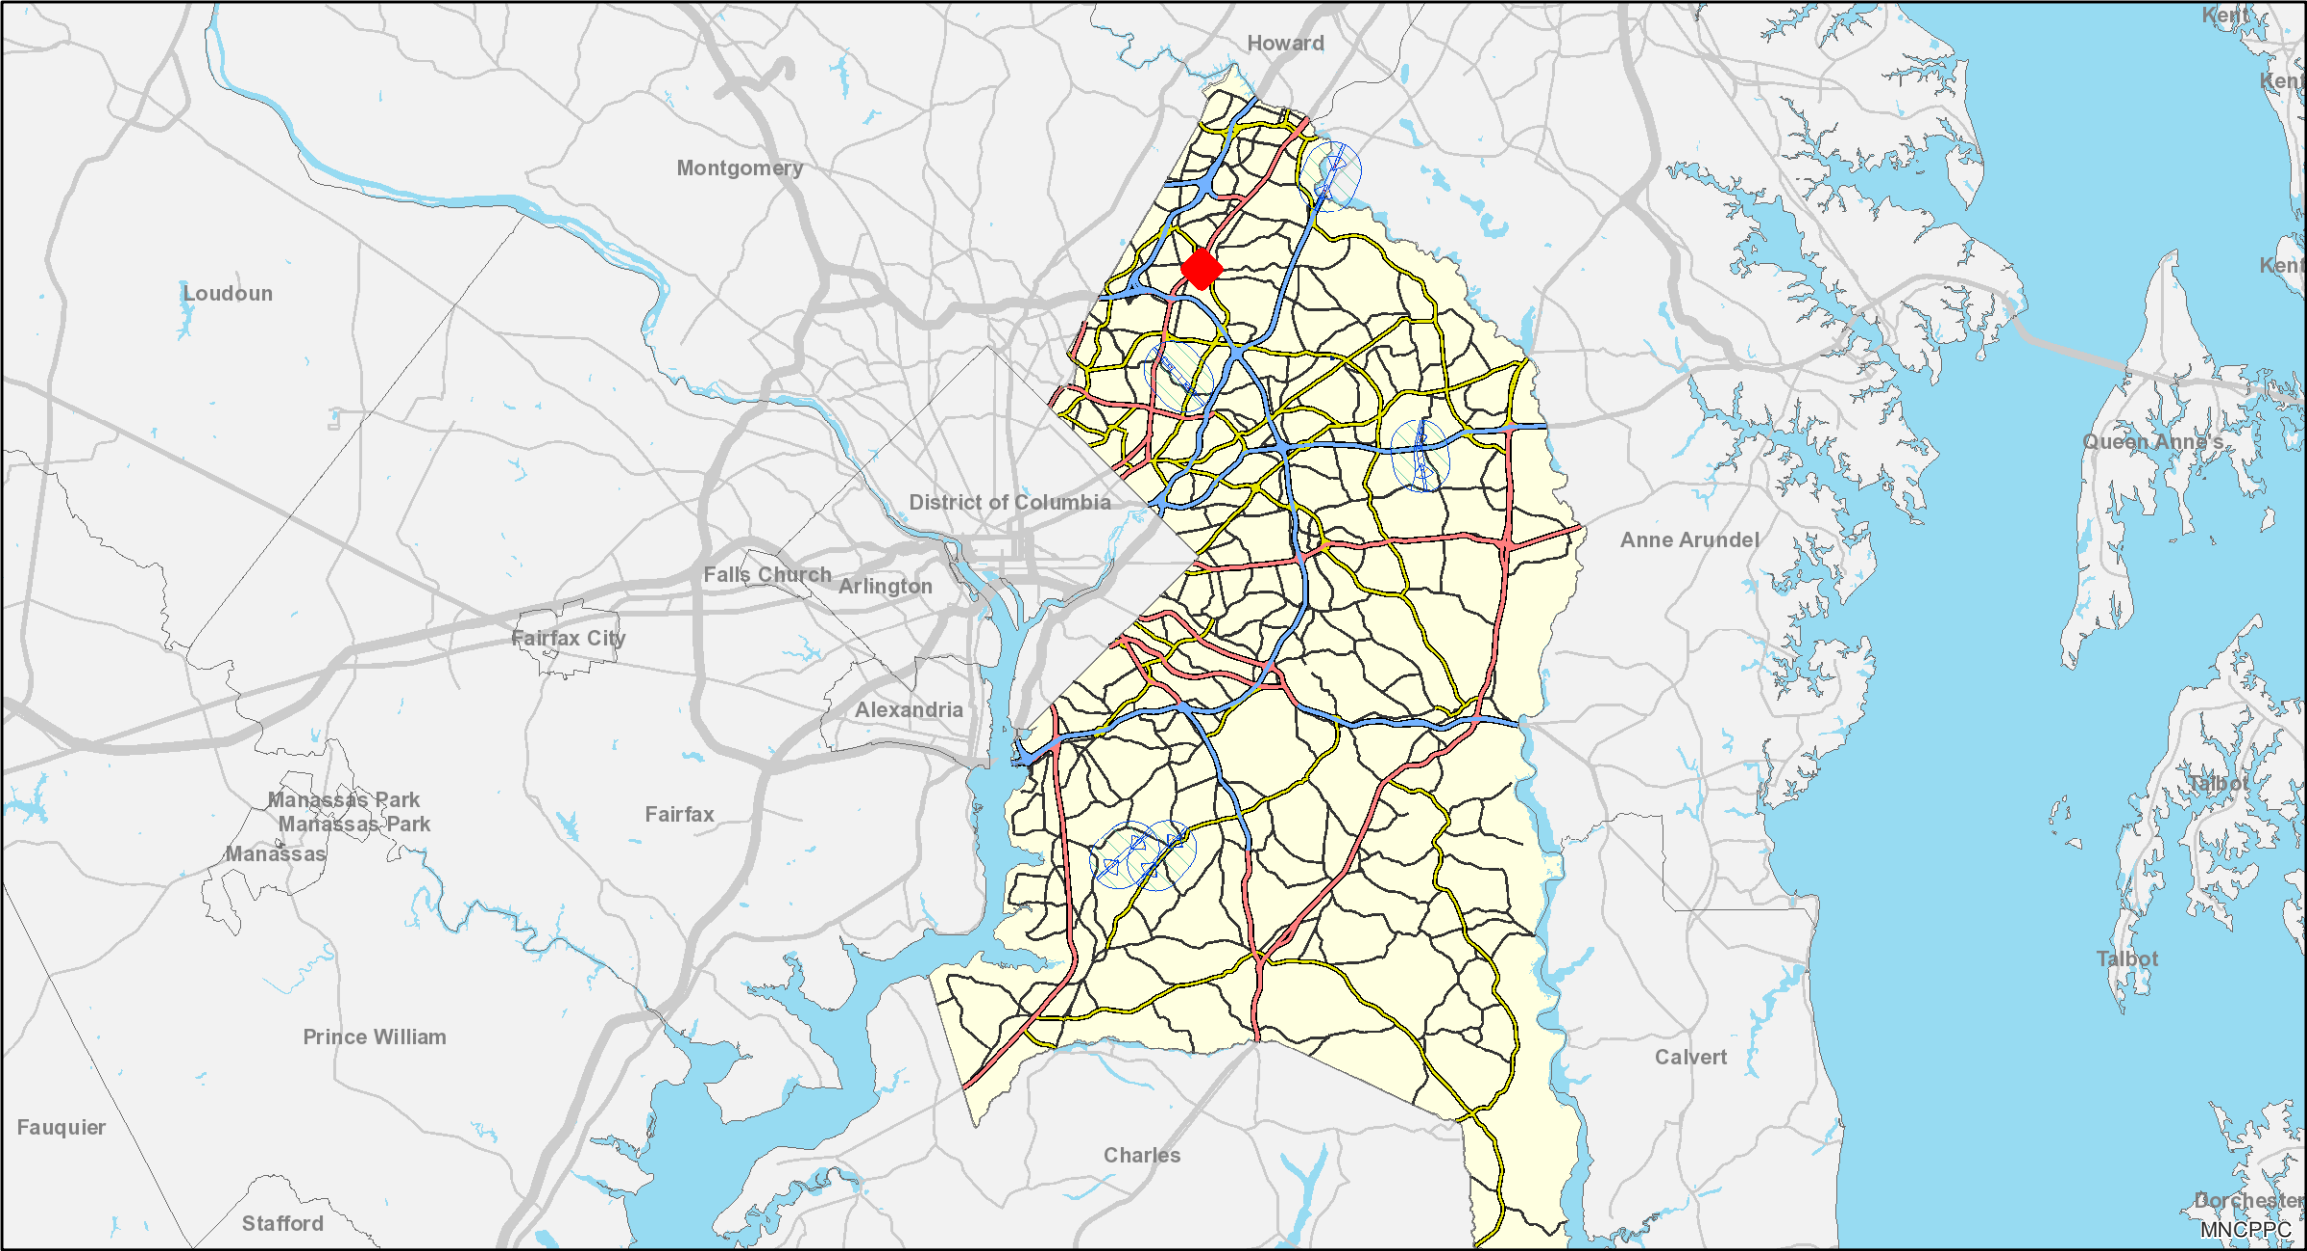 Kent
Howard
Kent
Montgomery
Kent
Loudoun
Queen Anne's
District of Columbia
Anne Arundel
Falls Church
Arlington
Fairfax City
Alexandria
Talbot
Manassas Park
Fairfax
Manassas Park
Manassas
Talbot
Prince William
Calvert
Fauquier
Charles
Dorchester
Stafford
MNCPPC